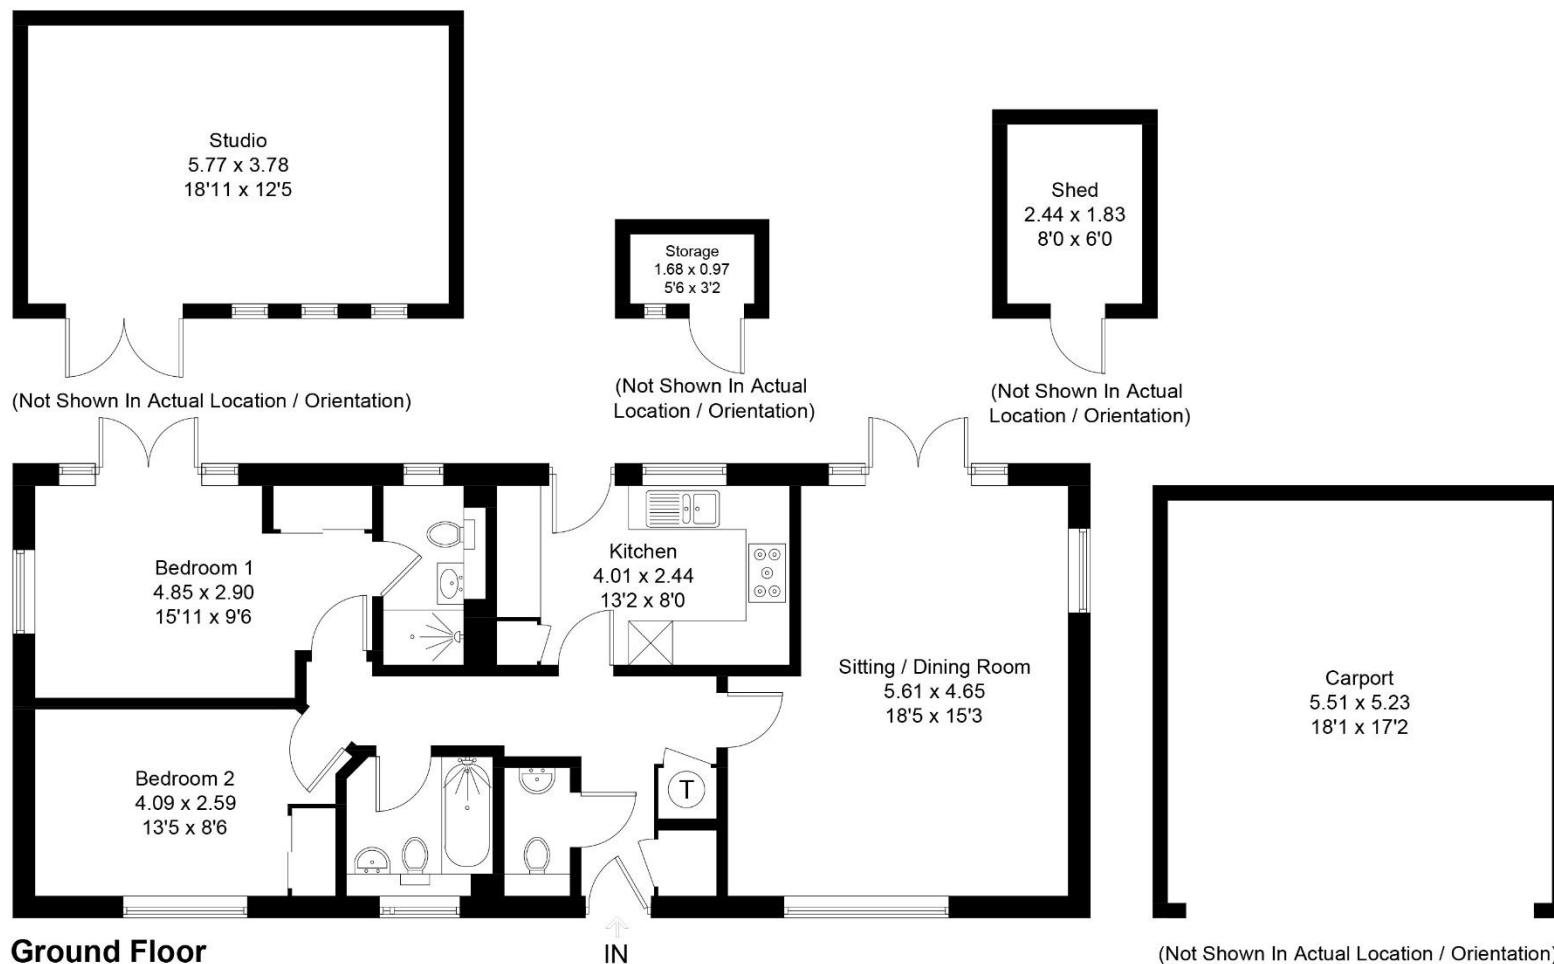 Studio
5.77 x 3.78
18'11 x 12'5
(Not Shown In Actual Location / Orientation)
Storage
1.68 x 0.97
5'6 x 3'2
(Not Shown In Actual
Location / Orientation)
Shed
2.44 x 1.83
8'0 x 6'0
(Not Shown In Actual
Location / Orientation)
Bedroom 1
4.85 x 2.90
15'11 x 9'6
Kitchen
4.01 x 2.44
13'2 x 8'0
Sitting / Dining Room
5.61 x 4.65
18'5 x 15'3
Carport
5.51 x 5.23
18'1 x 17'2
Bedroom 2
4.09 x 2.59
13'5 x 8'6
T
Ground Floor
IN
(Not Shown In Actual Location / Orientation)